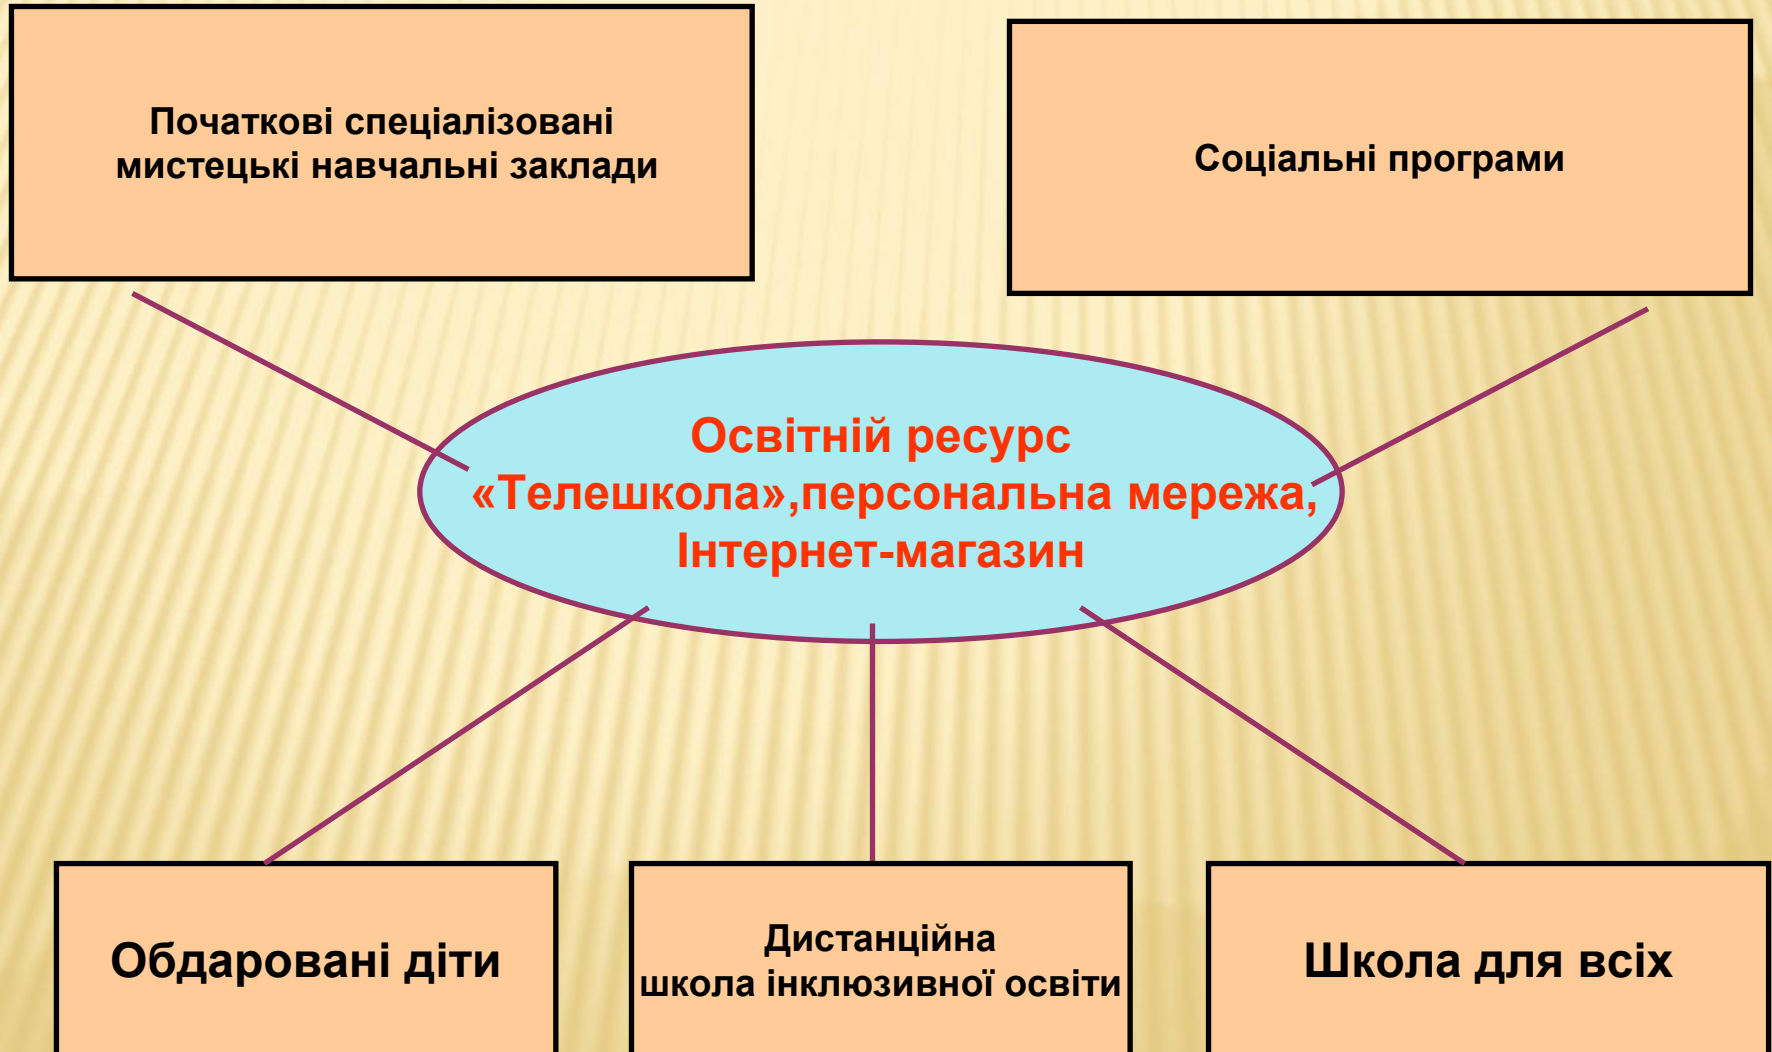 Початкові спеціалізовані
мистецькі навчальні заклади
Соціальні програми
Освітній ресурс
«Телешкола»,персональна мережа,
Інтернет-магазин
Обдаровані діти
Дистанційна
школа інклюзивної освіти
Школа для всіх